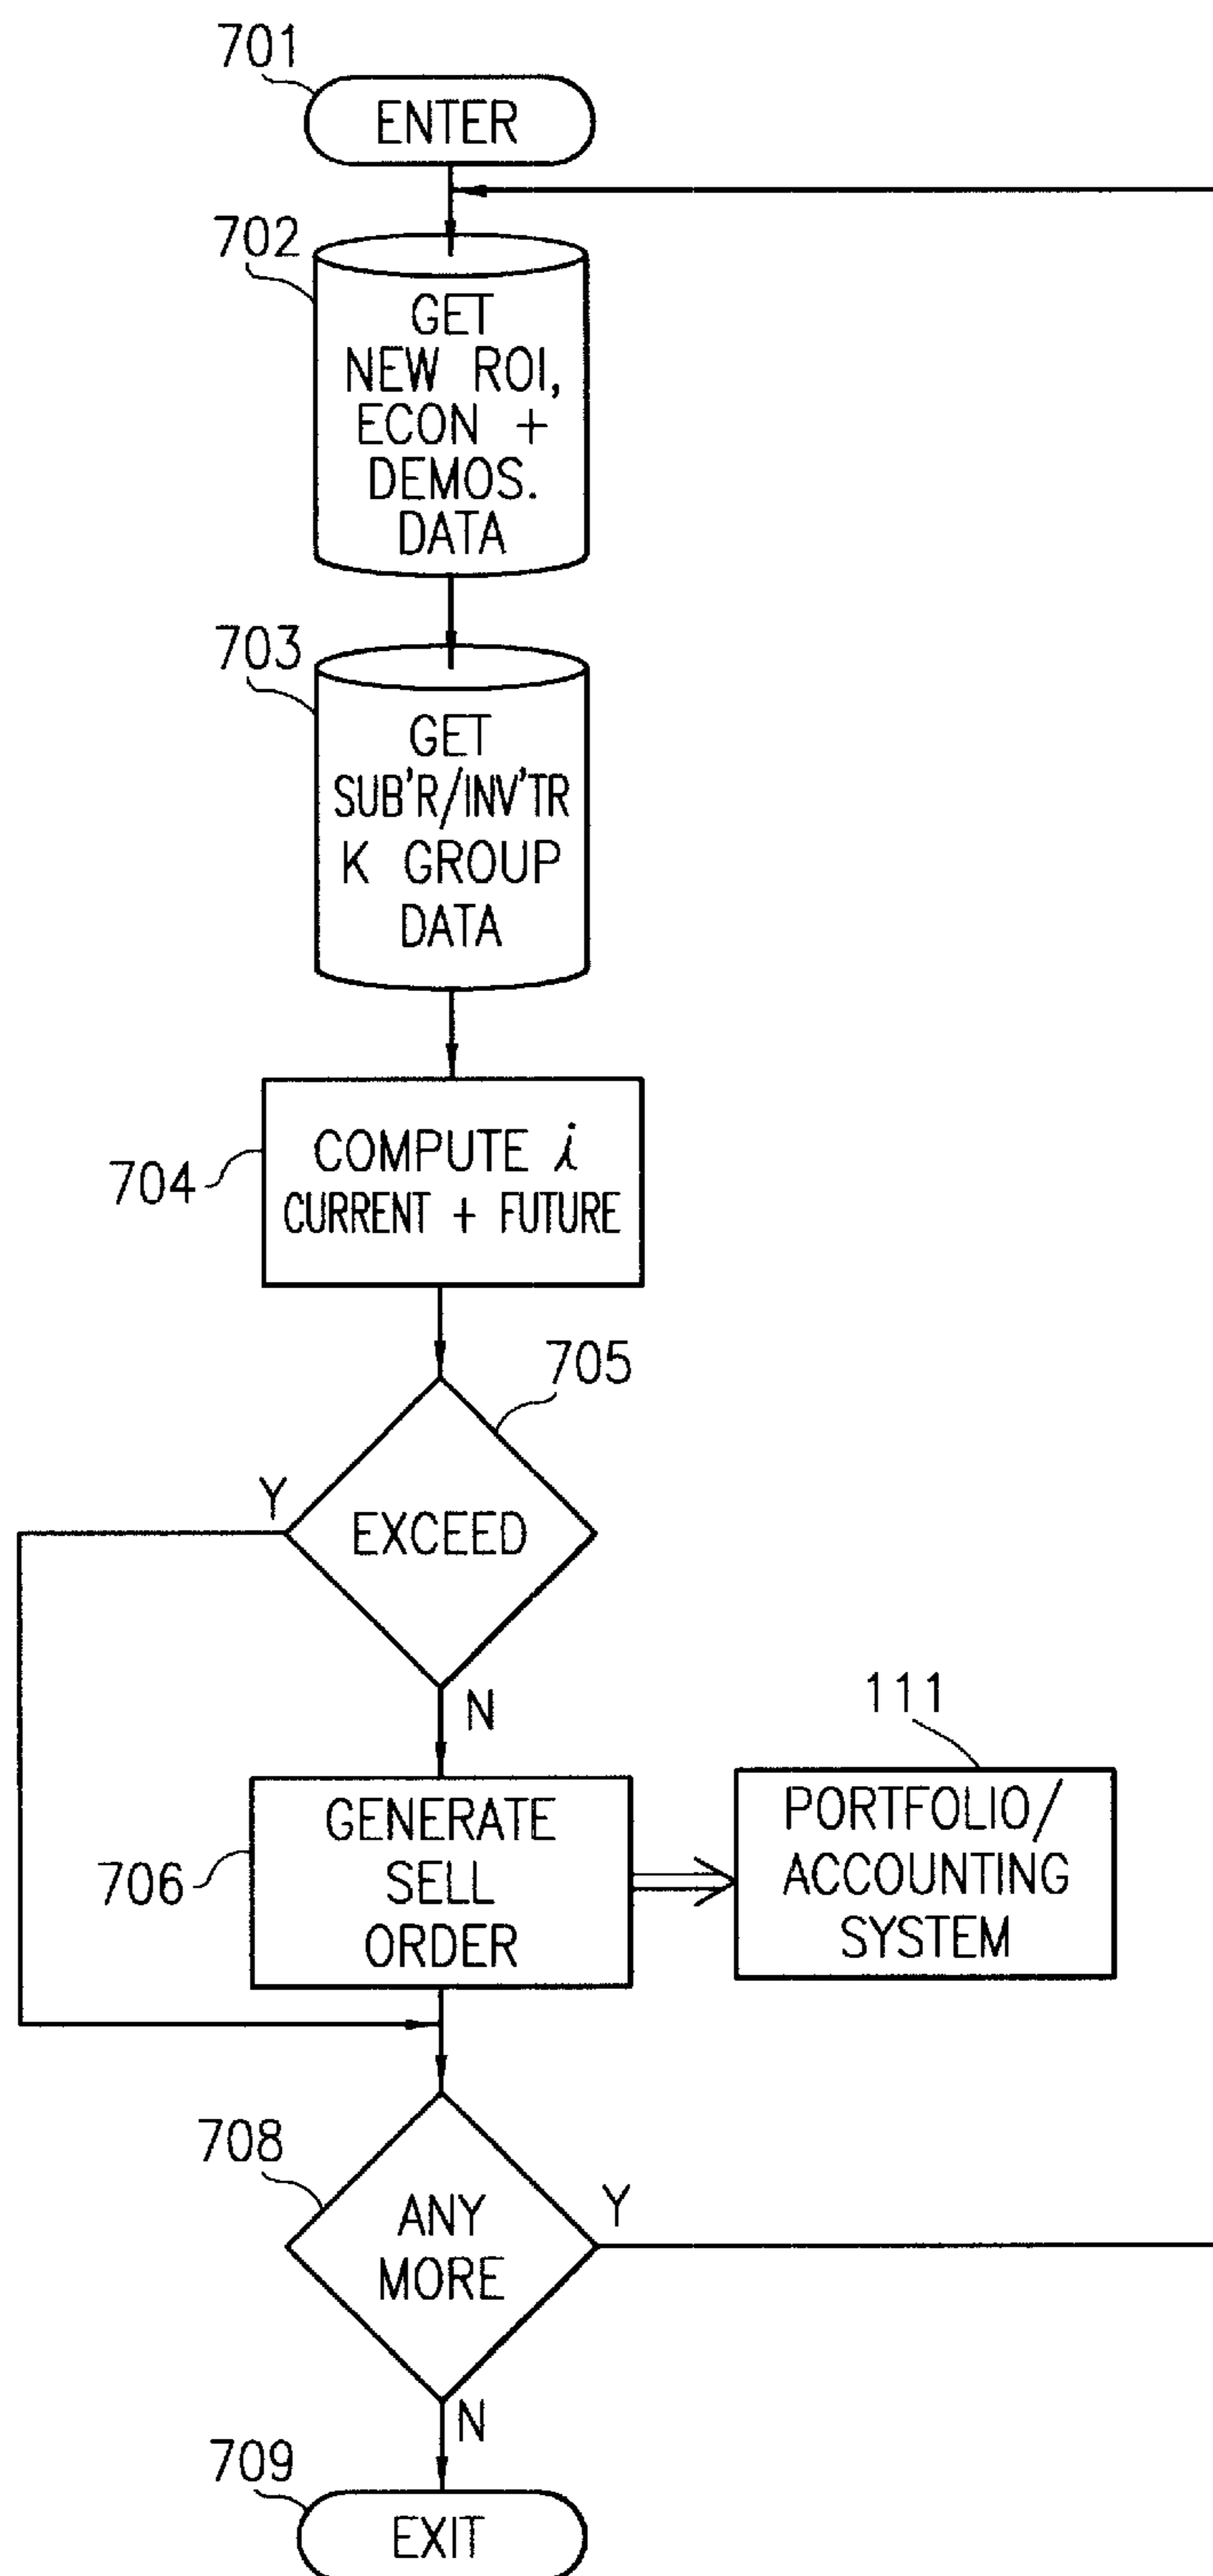 701
ENTER
702
GET
NEW ROI,
ECON +
DEMOS.
DATA
703
GET
SUB'R/INV'TR
K GROUP
DATA
704
COMPUTE i
CURRENT + FUTURE
705
Y
EXCEED
N
111
706
GENERATE
SELL
ORDER
PORTFOLIO/
ACCOUNTING
SYSTEM
708
ANY
MORE
Y
N
709
EXIT